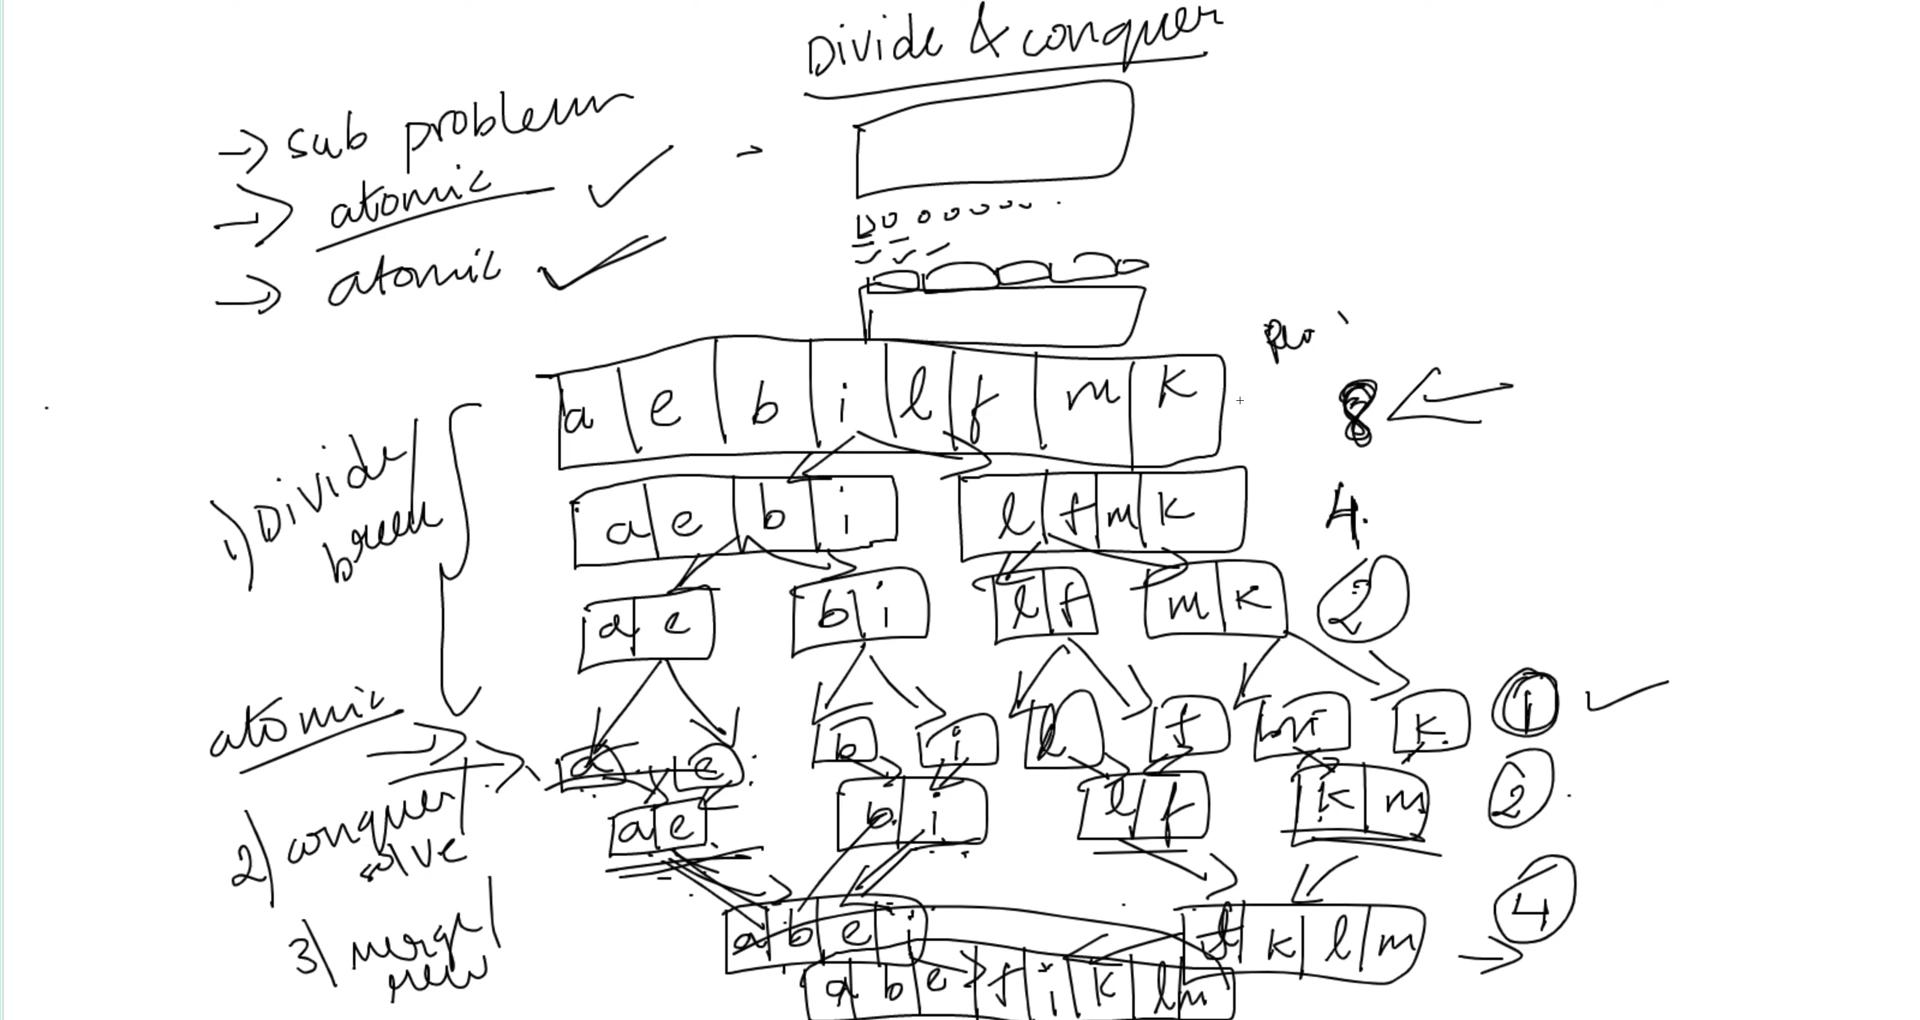 Divide & conquer
→ sub problem
→ atomic ✓
→ atomic ✓
a e b i l f m k
8
1) Divide/
break
a e b i
l f m k
4.
a e
b i
l f
m k
2
atomic
a e b i l f m k
1 ✓
2) conquer/
solve
a e
b i
l f
k m
2
3) merge/
a b e i
f k l m
4
a b e f i k l m